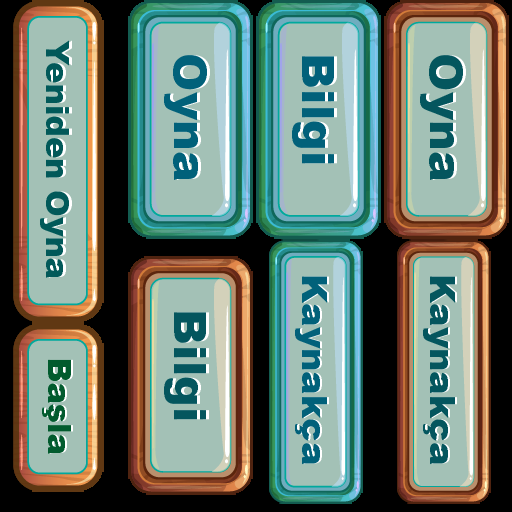 Yeniden Oyna
Oyna
Bilgi
Oyna
Başla
Bilgi
Kaynakça
Kaynakça